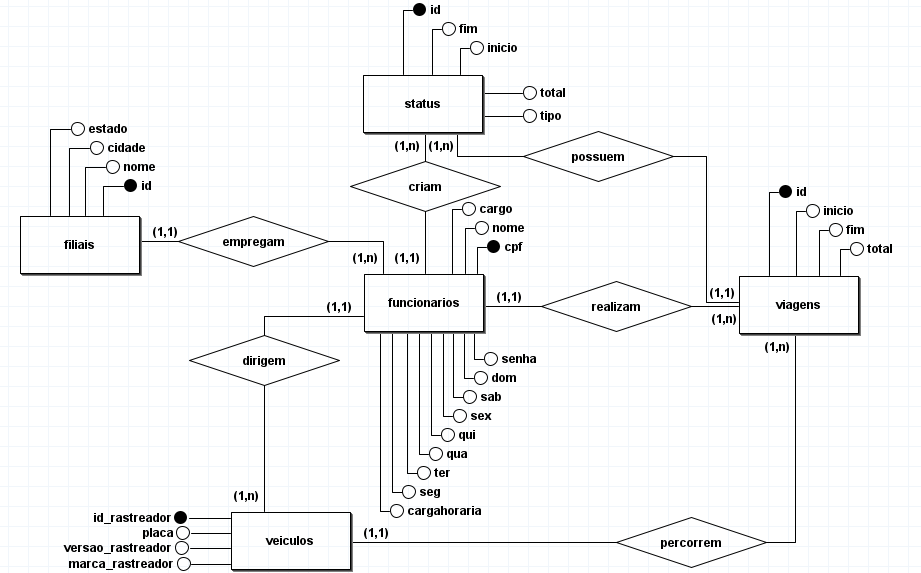 id
fim
inicio
total
tipo
status
estado
cidade
nome
id
filiais
(1,1)
empregam
(1,n)
(1,n)
(1,n)
criam
(1,1)
possuem
cargo
nome
cpf
id
inicio
fim
total
funcionarios
(1,1)
realizam
(1,1)
(1,n)
viagens
(1,n)
(1,1)
dirigem
(1,n)
senha
dom
sab
sex
qui
qua
ter
seg
cargahoraria
id_rastreador
placa
versao_rastreador
marca_rastreador
veiculos
(1,1)
percorrem